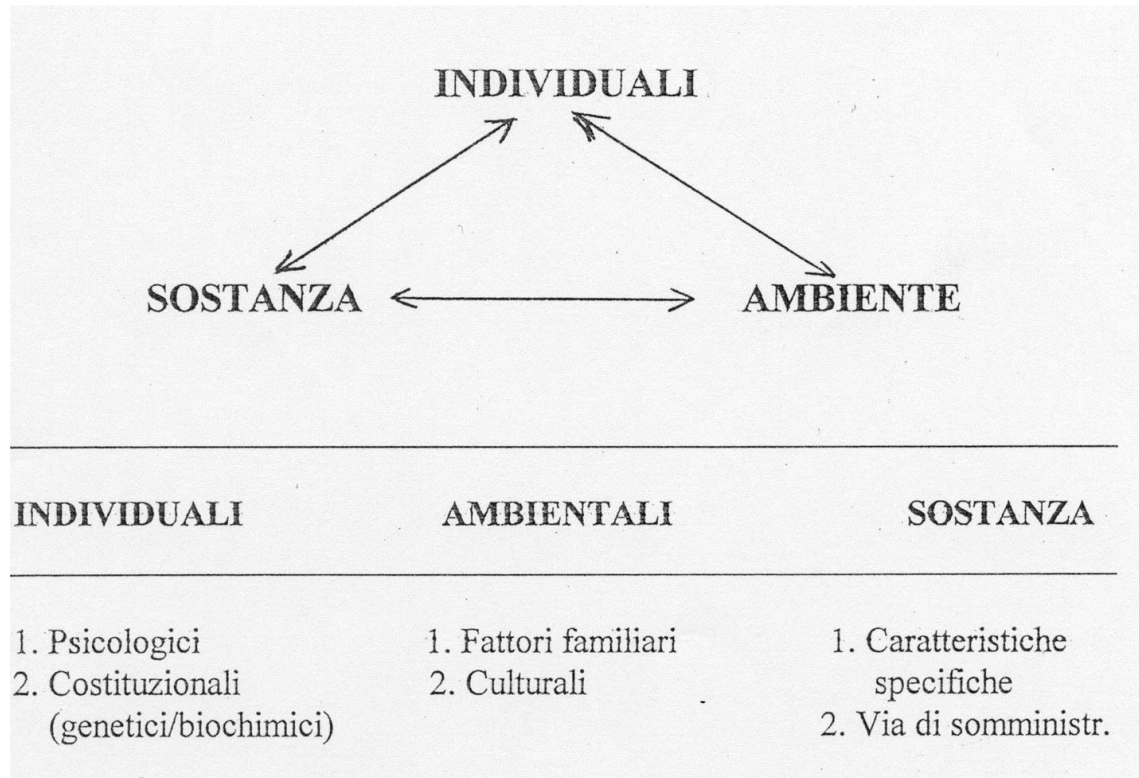 INDIVIDUALI
SOSTANZA AMBIENTE
INDIVIDUALI AMBIENTALI SOSTANZA
1. Psicologici 1. Fattori familiari 1. Caratteristiche
2. Costituzionali 2. Culturali specifiche
(genetici/biochimici) 2. Via di somministr.